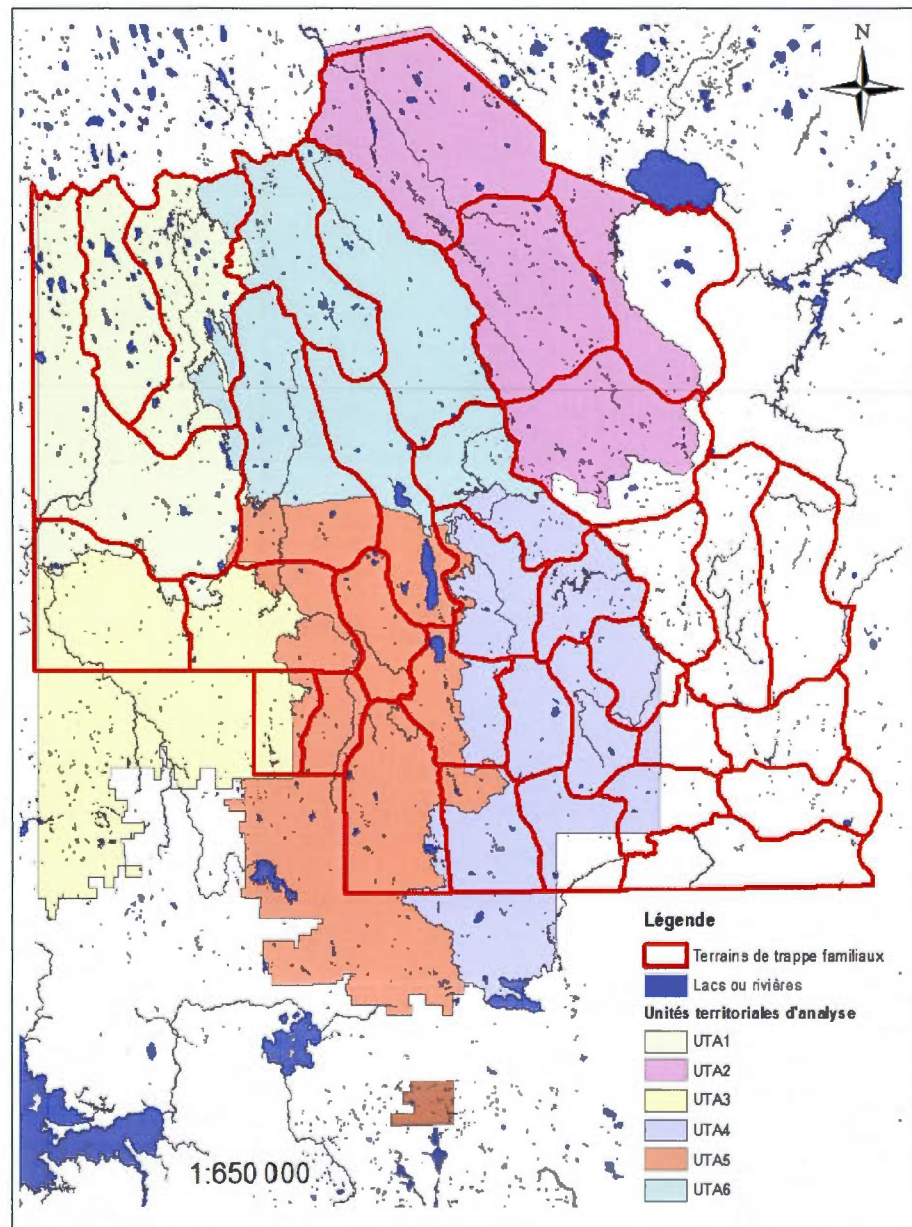 N
Légende
Terrains de trappe familiaux
Lacs ou rivières
Unités territoriales d'analyse
UTA1
UTA2
UTA3
UTA4
UTA5
UTA6
1:650 000